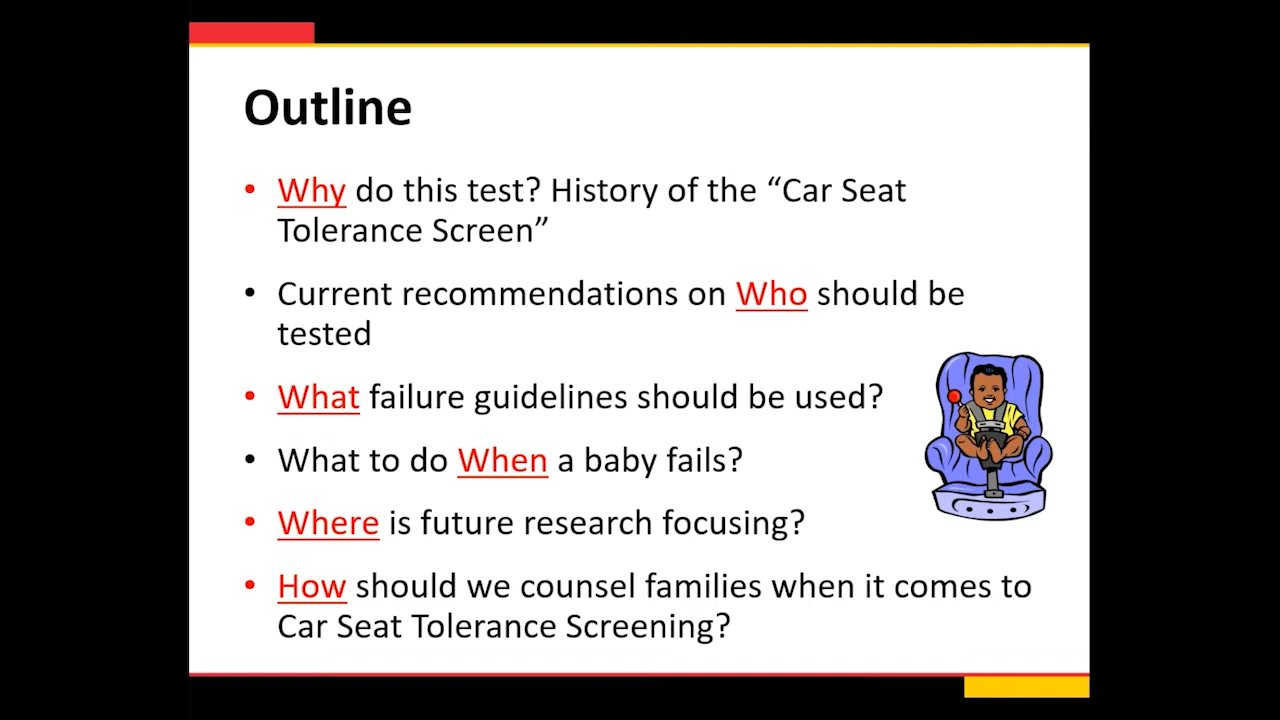 Outline
• Why do this test? History of the “Car Seat
Tolerance Screen”
• Current recommendations on Who should be
tested
• What failure guidelines should be used?
• What to do When a baby fails?
• Where is future research focusing?
• How should we counsel families when it comes to
Car Seat Tolerance Screening?